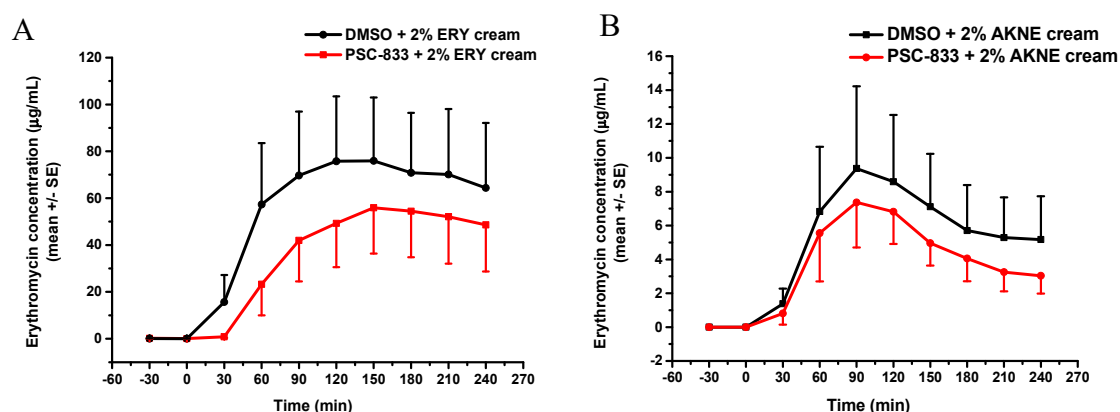 A
DMSO + 2% ERY cream
PSC-833 + 2% ERY cream
Erythromycin concentration (µg/mL)
(mean +/- SE)
120
100
80
60
40
20
0
-60 -30 0 30 60 90 120 150 180 210 240 270
Time (min)
B
DMSO + 2% AKNE cream
PSC-833 + 2% AKNE cream
Erythromycin concentration (µg/mL)
(mean +/- SE)
16
14
12
10
8
6
4
2
0
-2
-60 -30 0 30 60 90 120 150 180 210 240 270
Time (min)